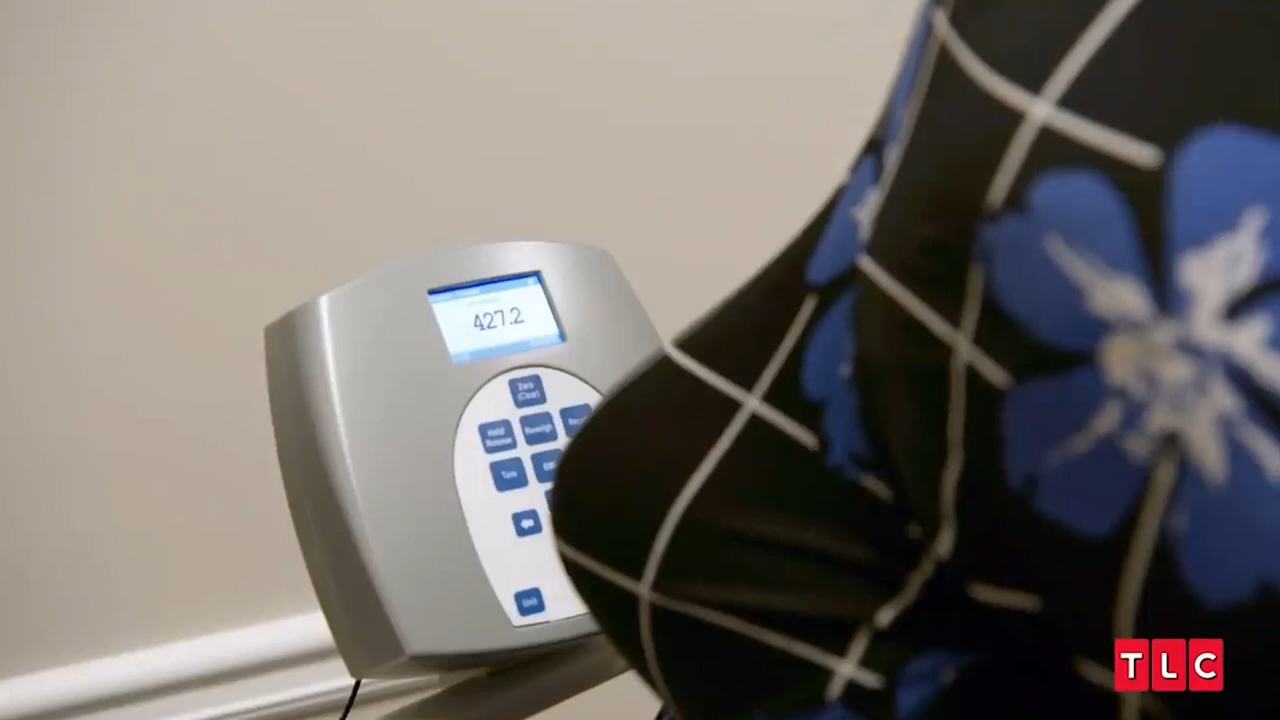 427.2
Zero
(Clear)
Hold
Release
Reweigh
Tare
Unit
TLC